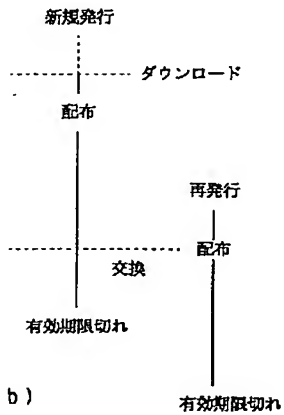 新規発行
ダウンロード
配布
再発行
配布
交換
有効期限切れ
b)
有効期限切れ